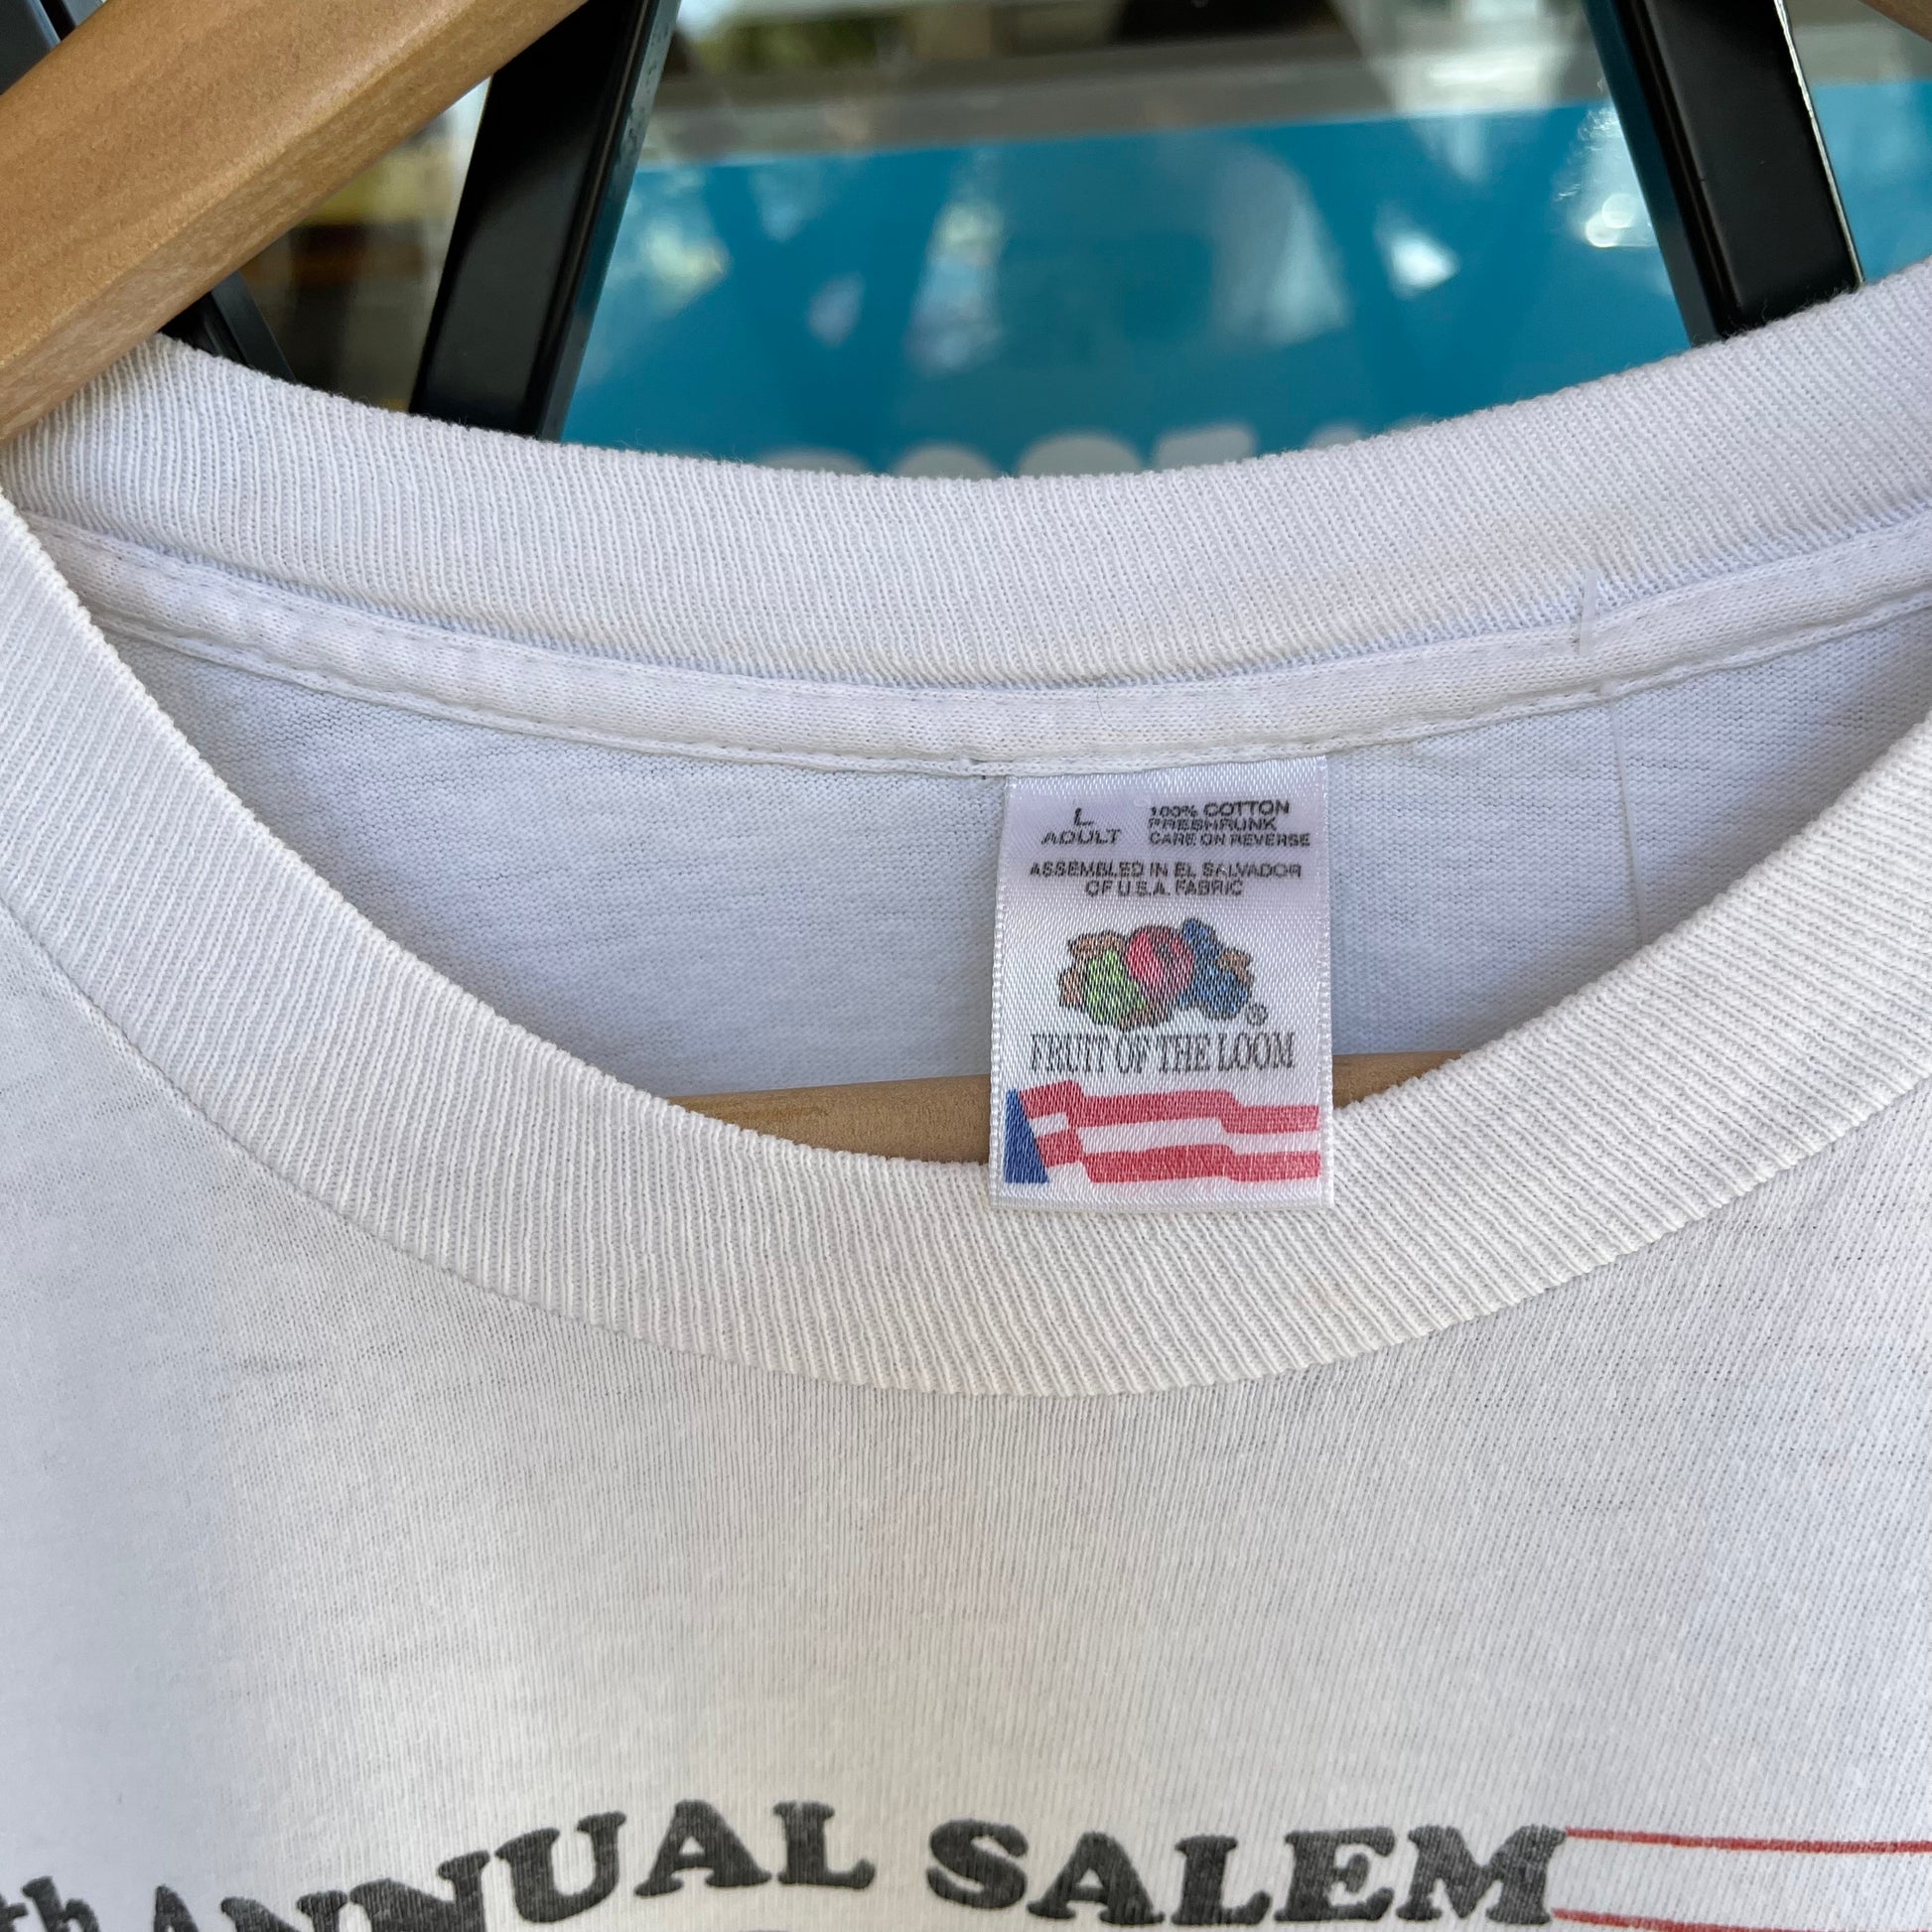 L
ADULT
100% COTTON
PRESHRUNK
CARE ON REVERSE
ASSEMBLED IN EL SALVADOR
OF U.S.A. FABRIC
®
FRUIT OF THE LOOM
th ANNUAL SALEM